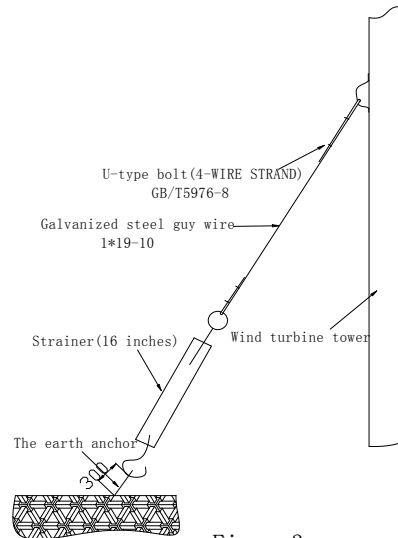 U-type bolt(4-WIRE STRAND)
GB/T5976-8
Galvanized steel guy wire
1*19-10
Strainer(16 inches)
Wind turbine tower
The earth anchor
300